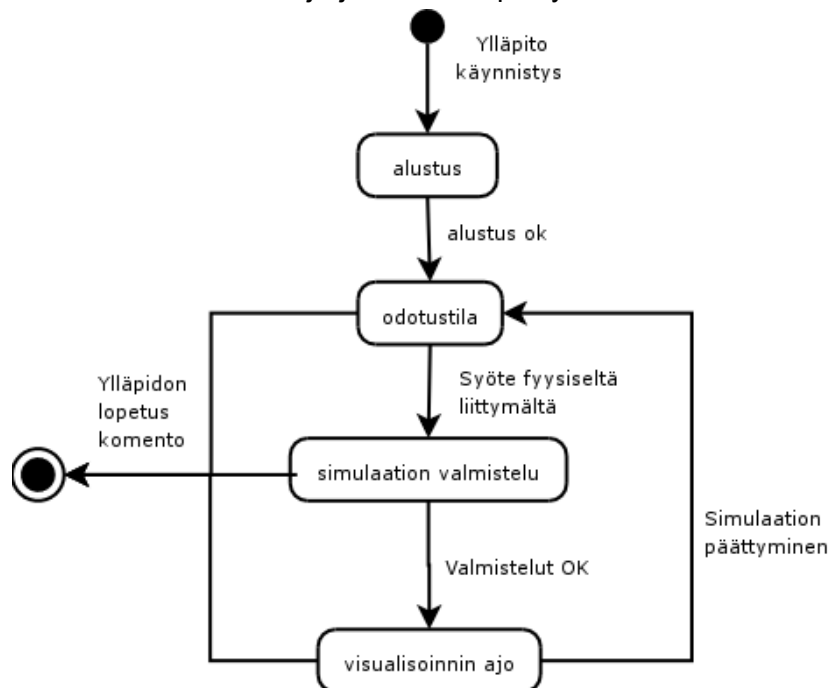 Ylläpito
käynnistys
alustus
alustus ok
odotustila
Syöte fyysiseltä
liittymältä
Ylläpidon
lopetus
komento
simulaation valmistelu
Simulaation
päättyminen
Valmistelut OK
visualisoinnin ajo